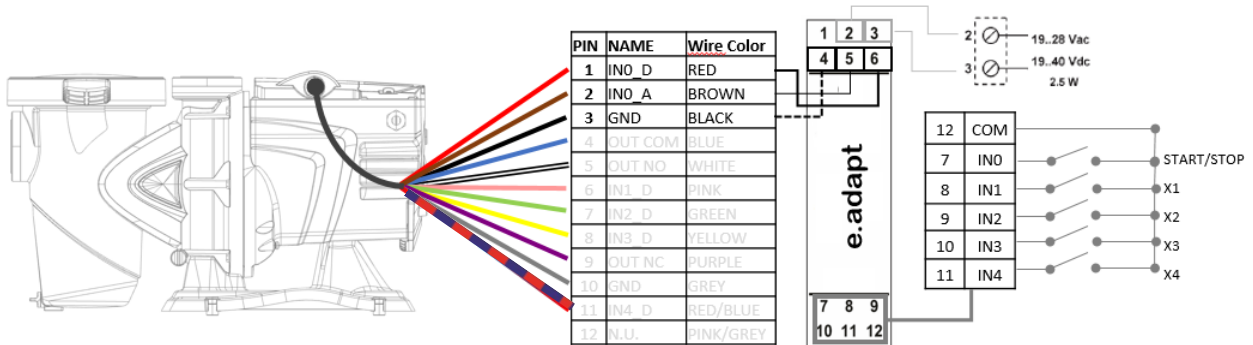 PIN NAME Wire Color
1 IN0_D RED
2 IN0_A BROWN
3 GND BLACK
4 OUT COM BLUE
5 OUT NO WHITE
6 IN1_D PINK
7 IN2_D GREEN
8 IN3_D YELLOW
9 OUT NC PURPLE
10 GND GREY
11 IN4_D RED/BLUE
12 N.U. PINK/GREY
1 2 3
4 5 6
e.adapt
7 8 9
10 11 12
2 19..28 Vac
3 19..40 Vdc
2.5 W
12 COM
7 IN0 START/STOP
8 IN1 X1
9 IN2 X2
10 IN3 X3
11 IN4 X4